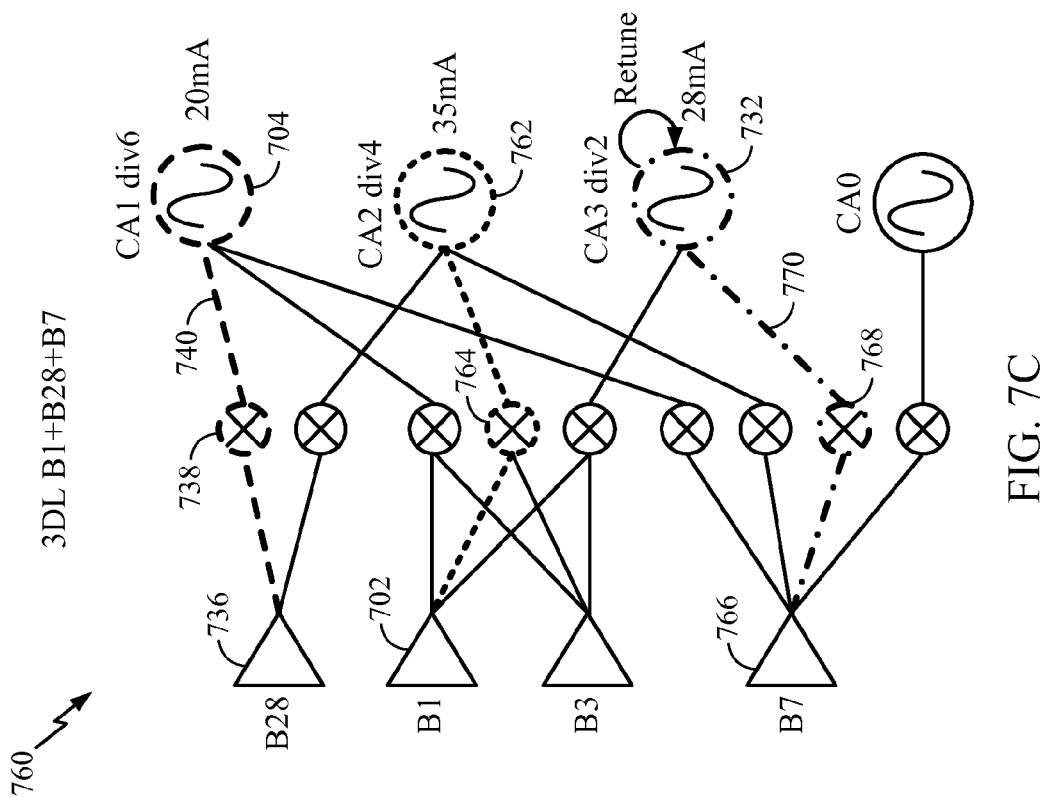 760
3DL B1+B28+B7
CA1 div6
20mA
704
740
738
736
B28
CA2 div4
35mA
762
764
702
B1
B3
CA3 div2
Retune
28mA
732
770
768
766
B7
CA0
FIG. 7C